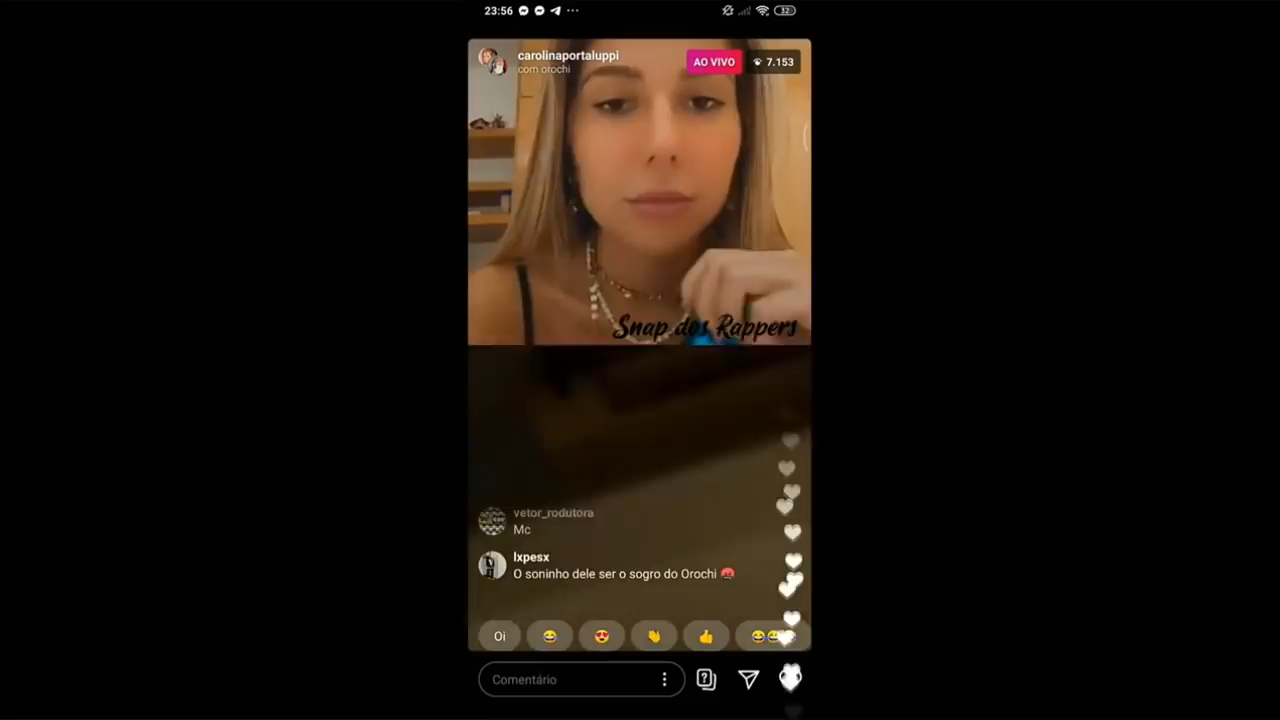 23:56
32
carolinaportaluppi
com orochi
AO VIVO
7.153
Snap dos Rappers
vetor_rodutora
Mc
lxpesx
O soninho dele ser o sogro do Orochi
Oi
Comentário